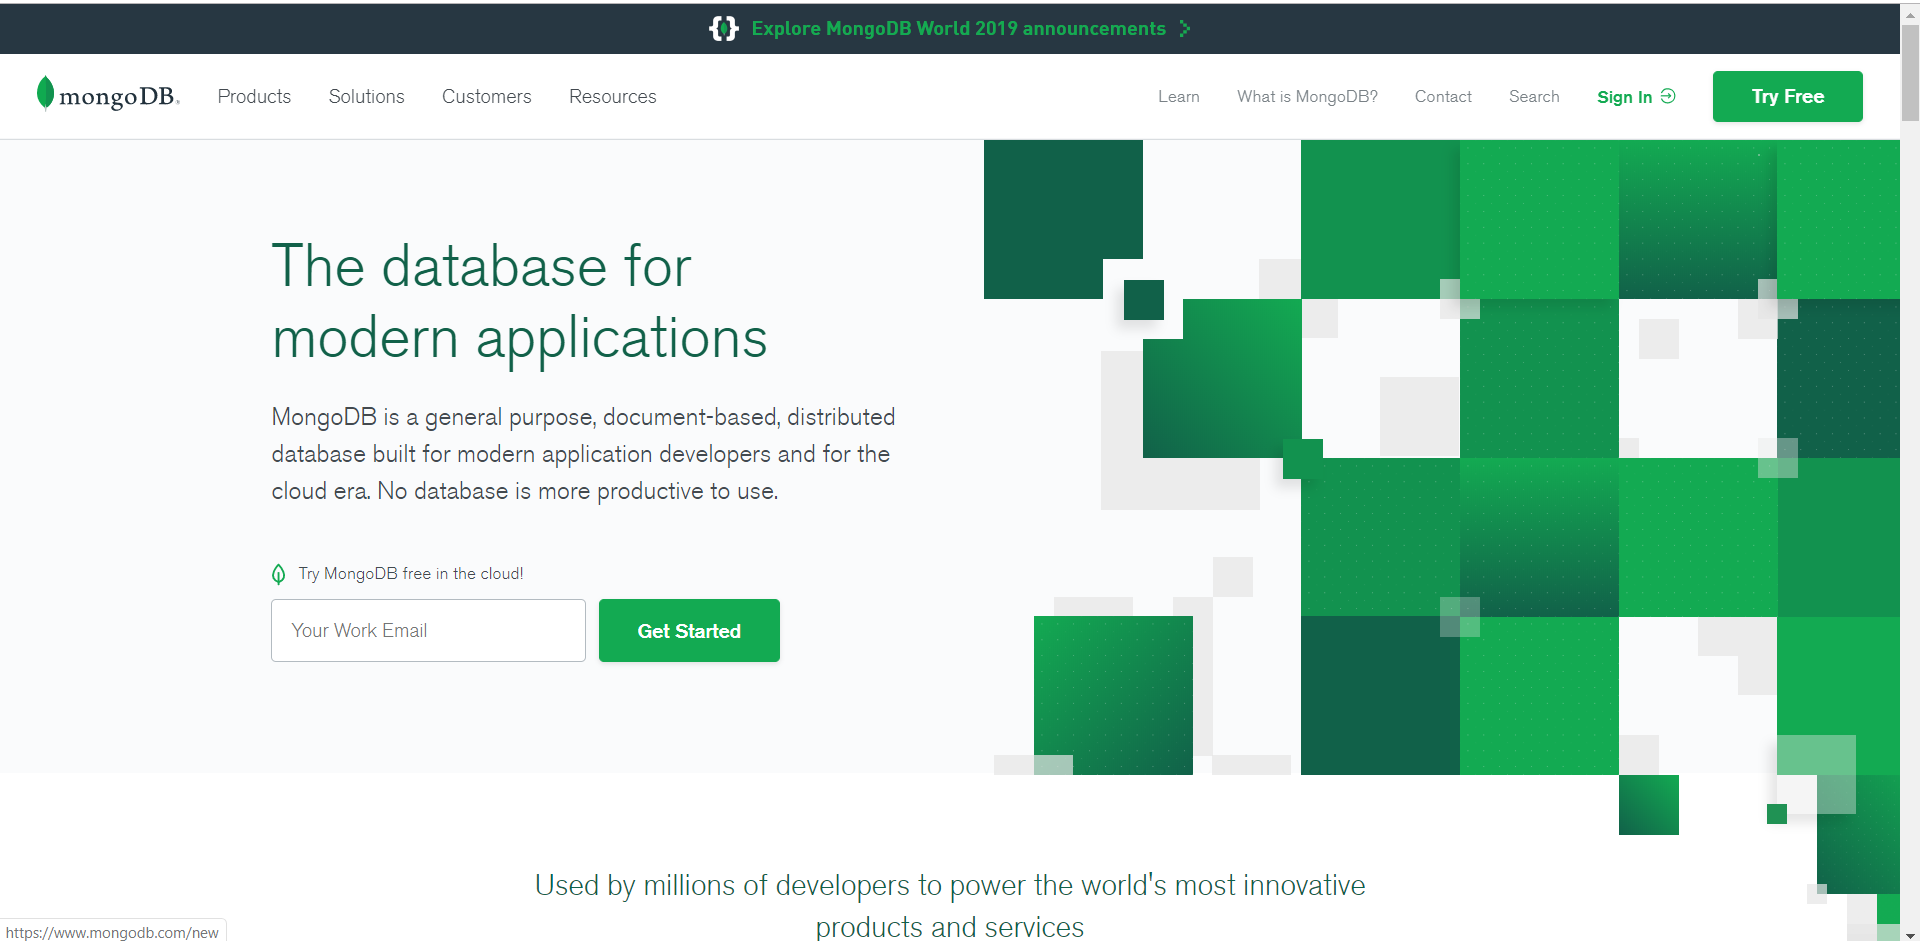 Explore MongoDB World 2019 announcements
mongoDB.
Products Solutions Customers Resources
Learn What is MongoDB? Contact Search Sign In Try Free
The database for
modern applications
MongoDB is a general purpose, document-based, distributed
database built for modern application developers and for the
cloud era. No database is more productive to use.
Try MongoDB free in the cloud!
Your Work Email Get Started
Used by millions of developers to power the world's most innovative
products and services
https://www.mongodb.com/new